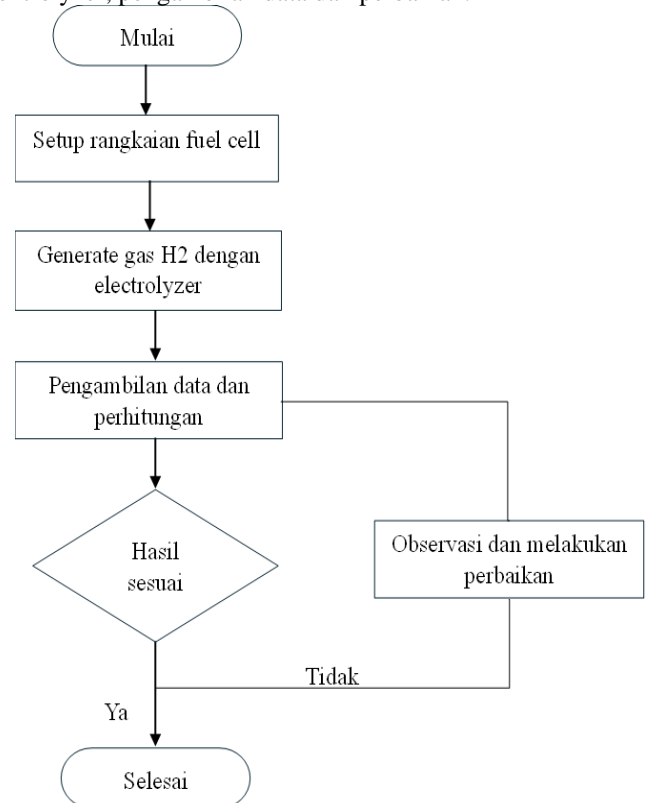 Mulai
Setup rangkaian fuel cell
Generate gas H2 dengan
electrolyzer
Pengambilan data dan
perhitungan
Hasil
sesuai
Observasi dan melakukan
perbaikan
Tidak
Ya
Selesai